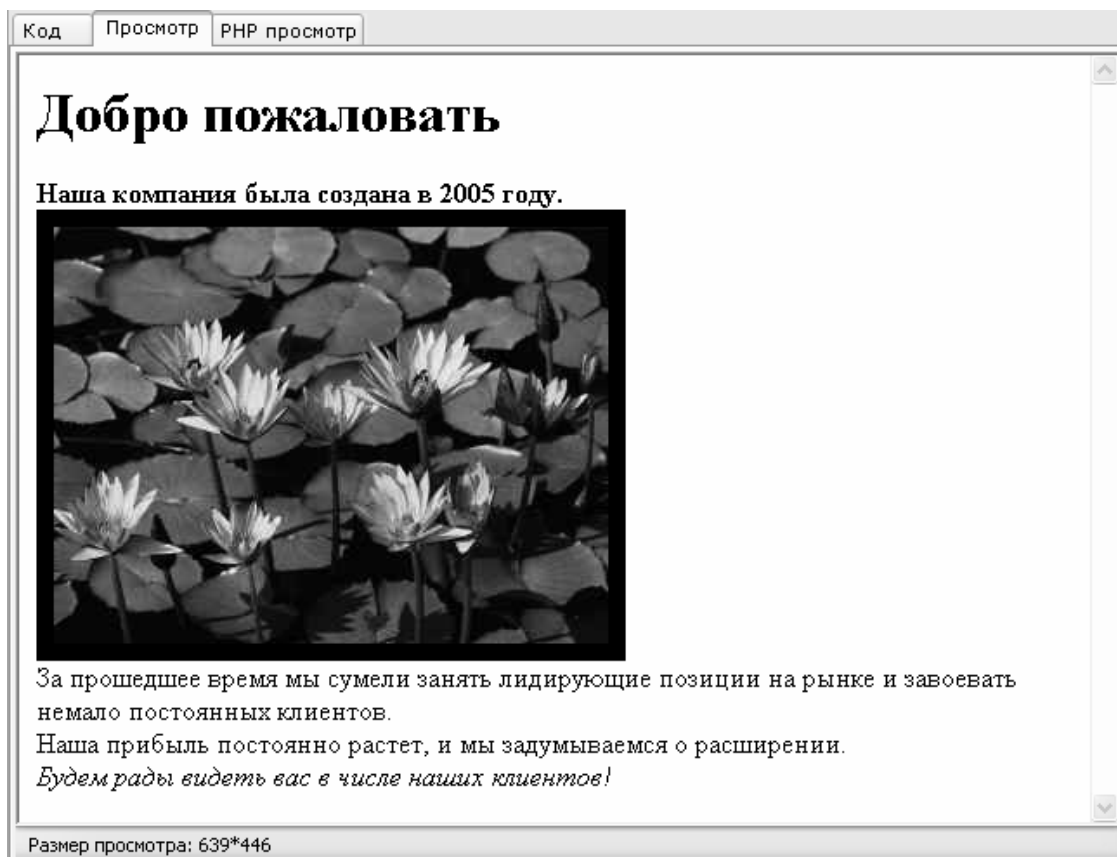 Код Просмотр PHP просмотр
Добро пожаловать
Наша компания была создана в 2005 году.
За прошедшее время мы сумели занять лидирующие позиции на рынке и завоевать
немало постоянных клиентов.
Наша прибыль постоянно растет, и мы задумываемся о расширении.
Будем рады видеть вас в числе наших клиентов!
Размер просмотра: 639*446